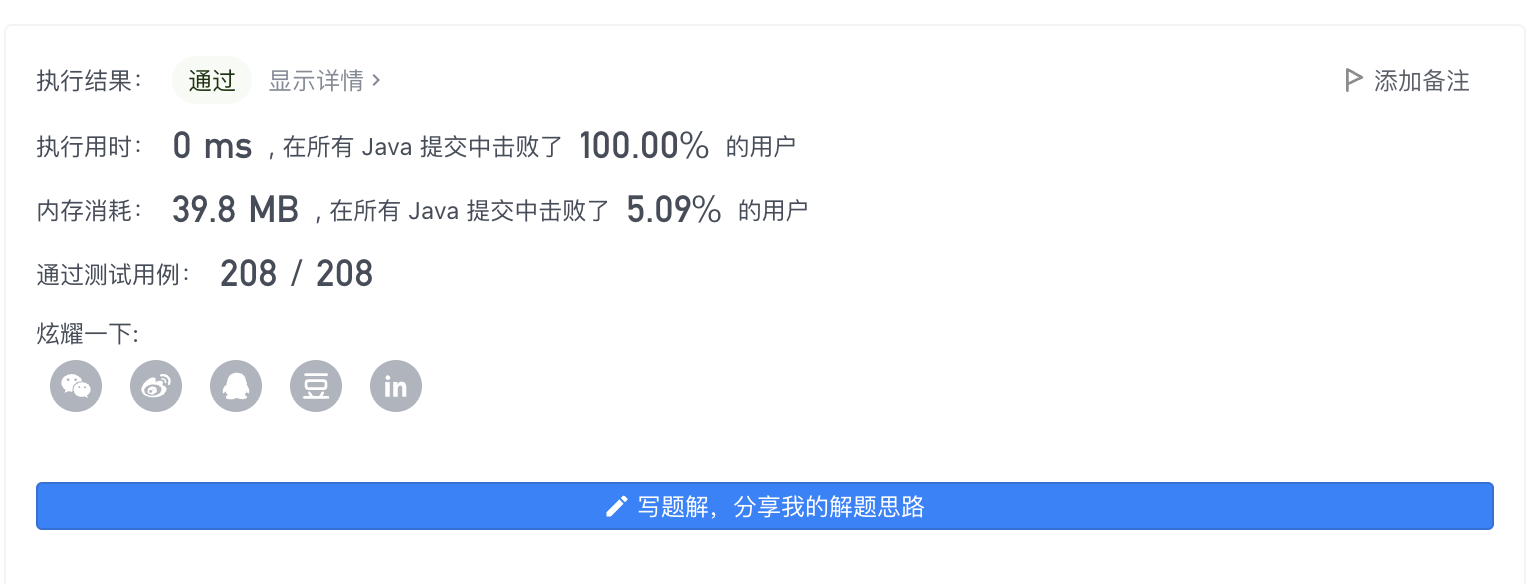 执行结果： 通过 显示详情 > 添加备注
执行用时： 0 ms , 在所有 Java 提交中击败了 100.00% 的用户
内存消耗： 39.8 MB , 在所有 Java 提交中击败了 5.09% 的用户
通过测试用例： 208 / 208
炫耀一下:
豆 in
写题解，分享我的解题思路